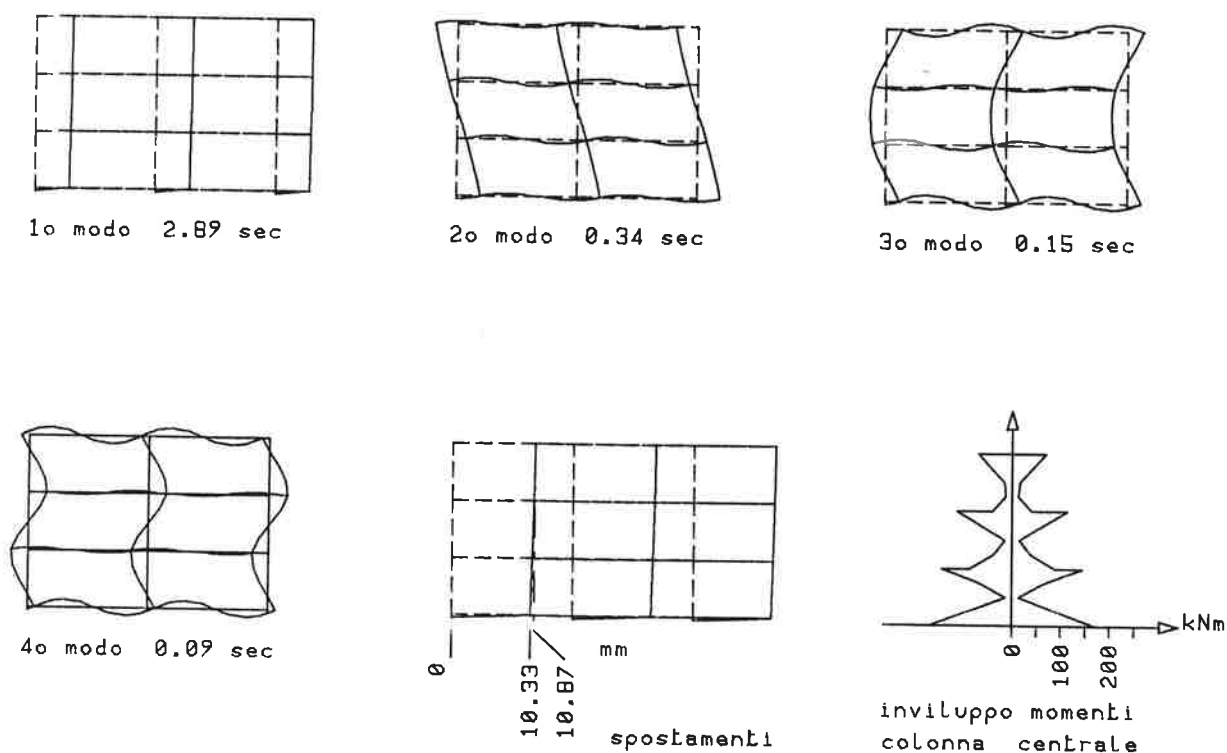 1o modo 2.89 sec
2o modo 0.34 sec
3o modo 0.15 sec
4o modo 0.09 sec
0
10.33
10.87
mm
spostamenti
kNm
0
100
200
inviluppo momenti
colonna centrale